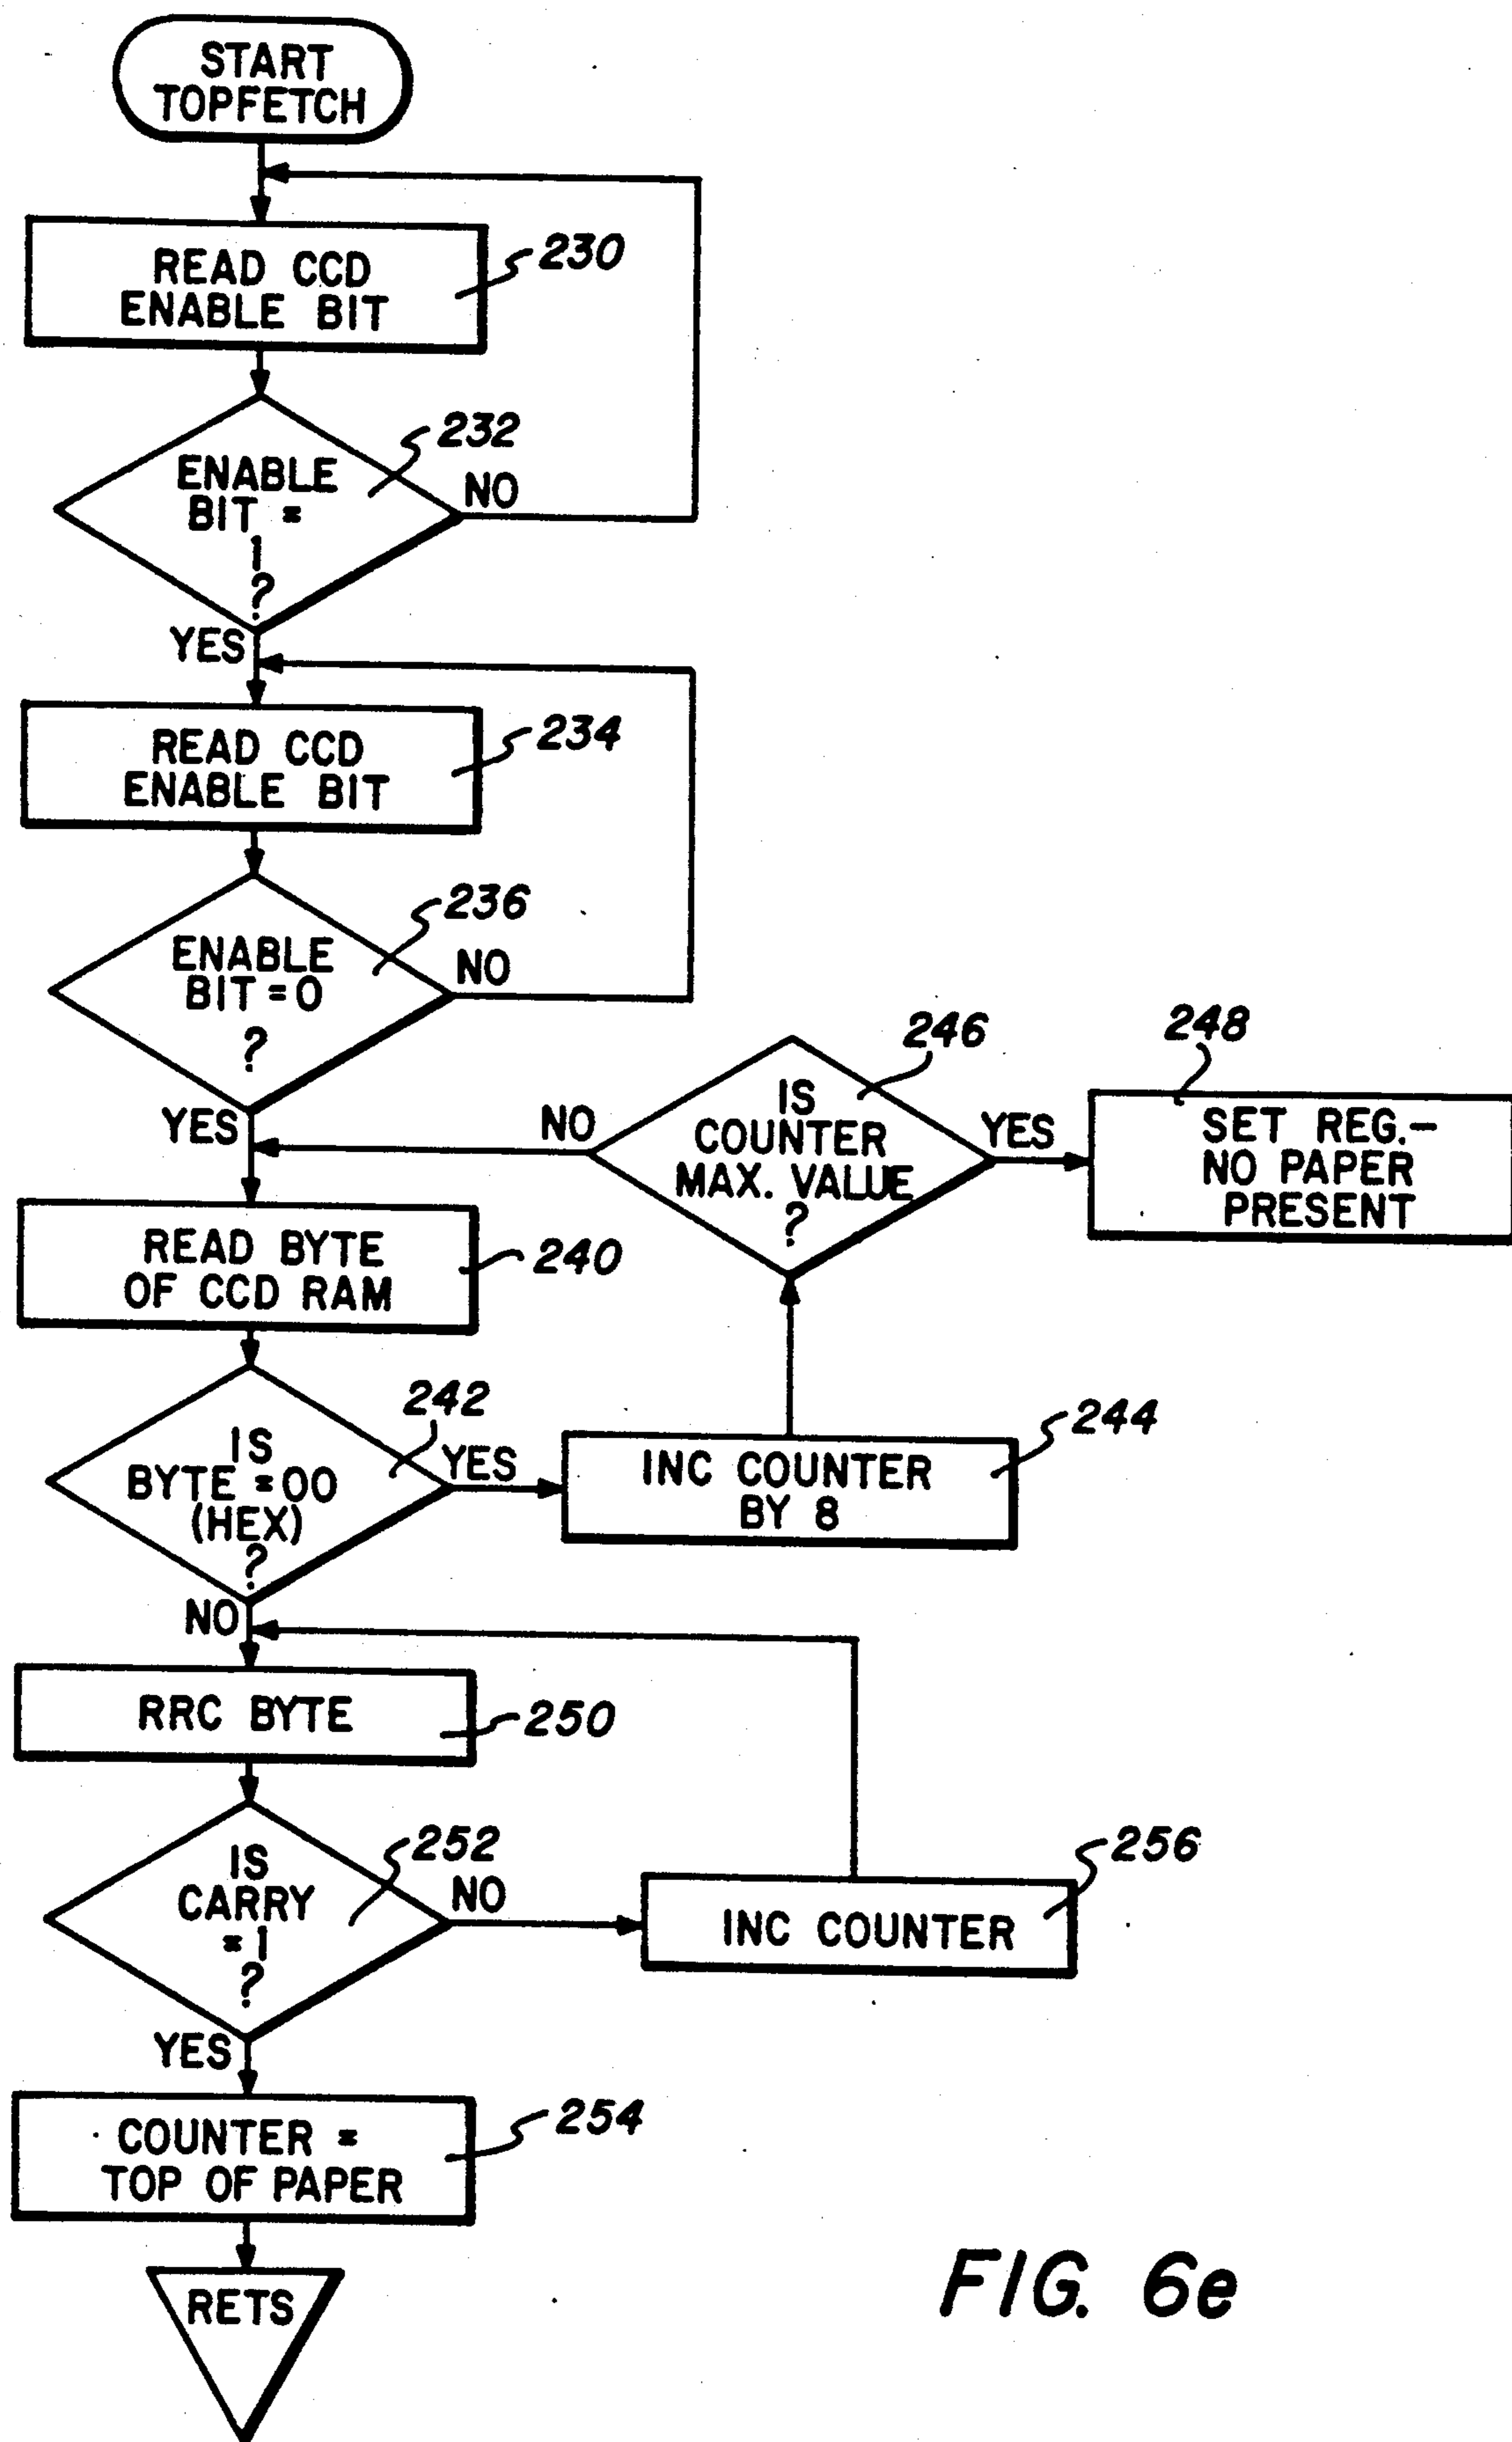 START
TOPFETCH
READ CCD
ENABLE BIT
230
ENABLE
BIT =
1
?
232
NO
YES
READ CCD
ENABLE BIT
234
ENABLE
BIT = 0
?
236
NO
YES
IS
COUNTER
MAX. VALUE
?
246
NO
YES
248
SET REG.—
NO PAPER
PRESENT
READ BYTE
OF CCD RAM
240
IS
BYTE = 00
(HEX)
?
242
YES
INC COUNTER
BY 8
244
NO
RRC BYTE
250
IS
CARRY
= 1
?
252
NO
INC COUNTER
256
YES
COUNTER =
TOP OF PAPER
254
RETS
FIG. 6e